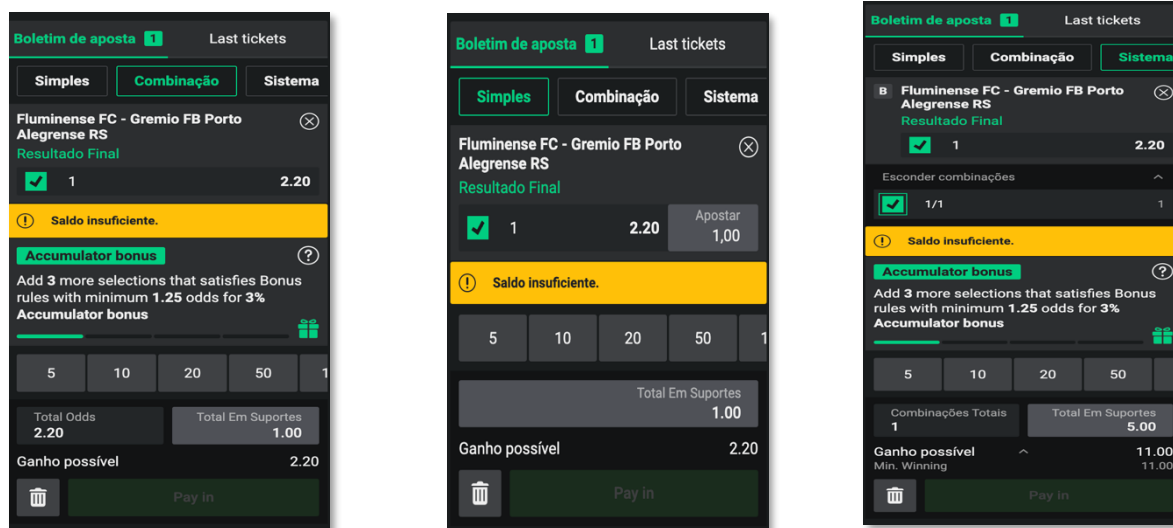 Boletim de aposta 1 Last tickets
Simples Combinação Sistema
Fluminense FC - Gremio FB Porto
Alegrense RS
Resultado Final
1 2.20
Saldo insuficiente.
Accumulator bonus
Add 3 more selections that satisfies Bonus
rules with minimum 1.25 odds for 3%
Accumulator bonus
5 10 20 50 1
Total Odds Total Em Suportes
2.20 1.00
Ganho possível 2.20
Pay in
Boletim de aposta 1 Last tickets
Simples Combinação Sistema
Fluminense FC - Gremio FB Porto
Alegrense RS
Resultado Final
Apostar
1 2.20 1,00
Saldo insuficiente.
5 10 20 50 1
Total Em Suportes
1.00
Ganho possível 2.20
Pay in
Boletim de aposta 1 Last tickets
Simples Combinação Sistema
B Fluminense FC - Gremio FB Porto
Alegrense RS
Resultado Final
1 2.20
Esconder combinações
1/1 1
Saldo insuficiente.
Accumulator bonus
Add 3 more selections that satisfies Bonus
rules with minimum 1.25 odds for 3%
Accumulator bonus
5 10 20 50
Combinações Totais Total Em Suportes
1 5.00
Ganho possível 11.00
Min. Winning 11.00
Pay in